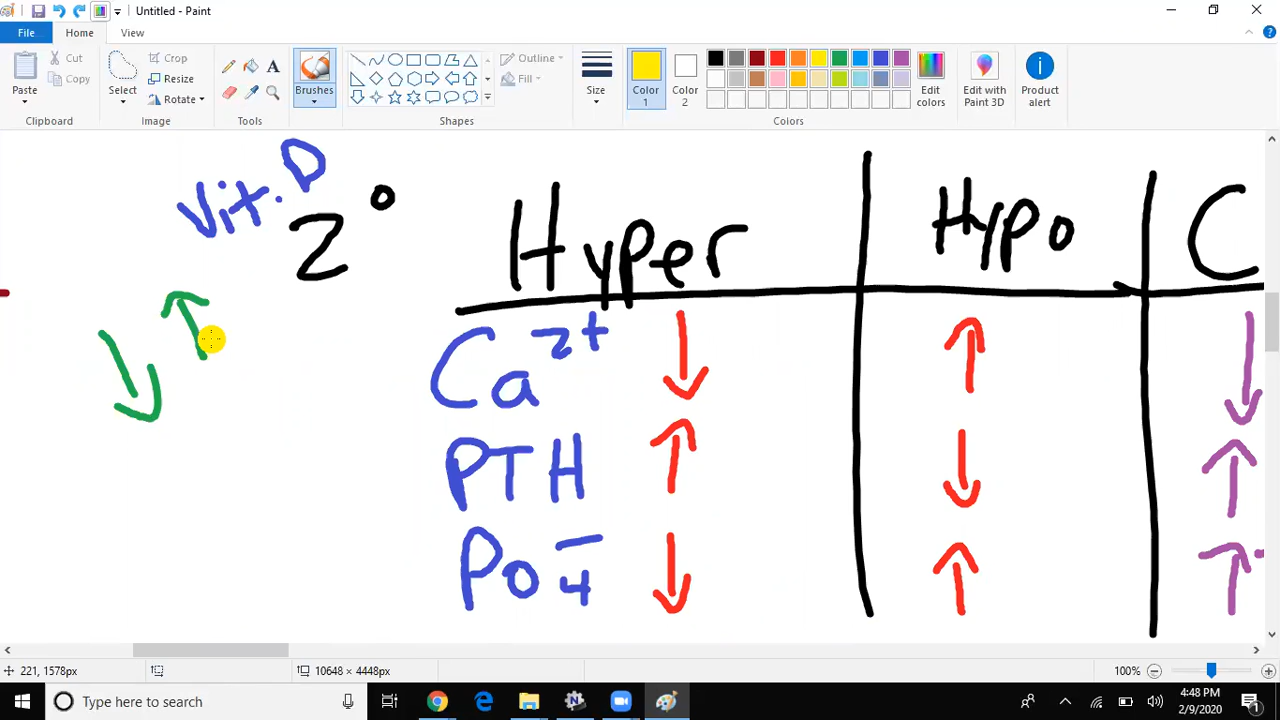 Untitled - Paint
File Home View
Paste
Cut
Copy
Clipboard
Select
Crop
Resize
Rotate
Image
A
Tools
Brushes
Shapes
Outline
Fill
Size
Color 1
Color 2
Colors
Edit colors
Edit with Paint 3D
Product alert
Vit. D
2° Hyper Hypo C
Ca 2+
PTH
Po4 -
221, 1578px
10648 × 4448px
100%
Type here to search
4:48 PM
2/9/2020